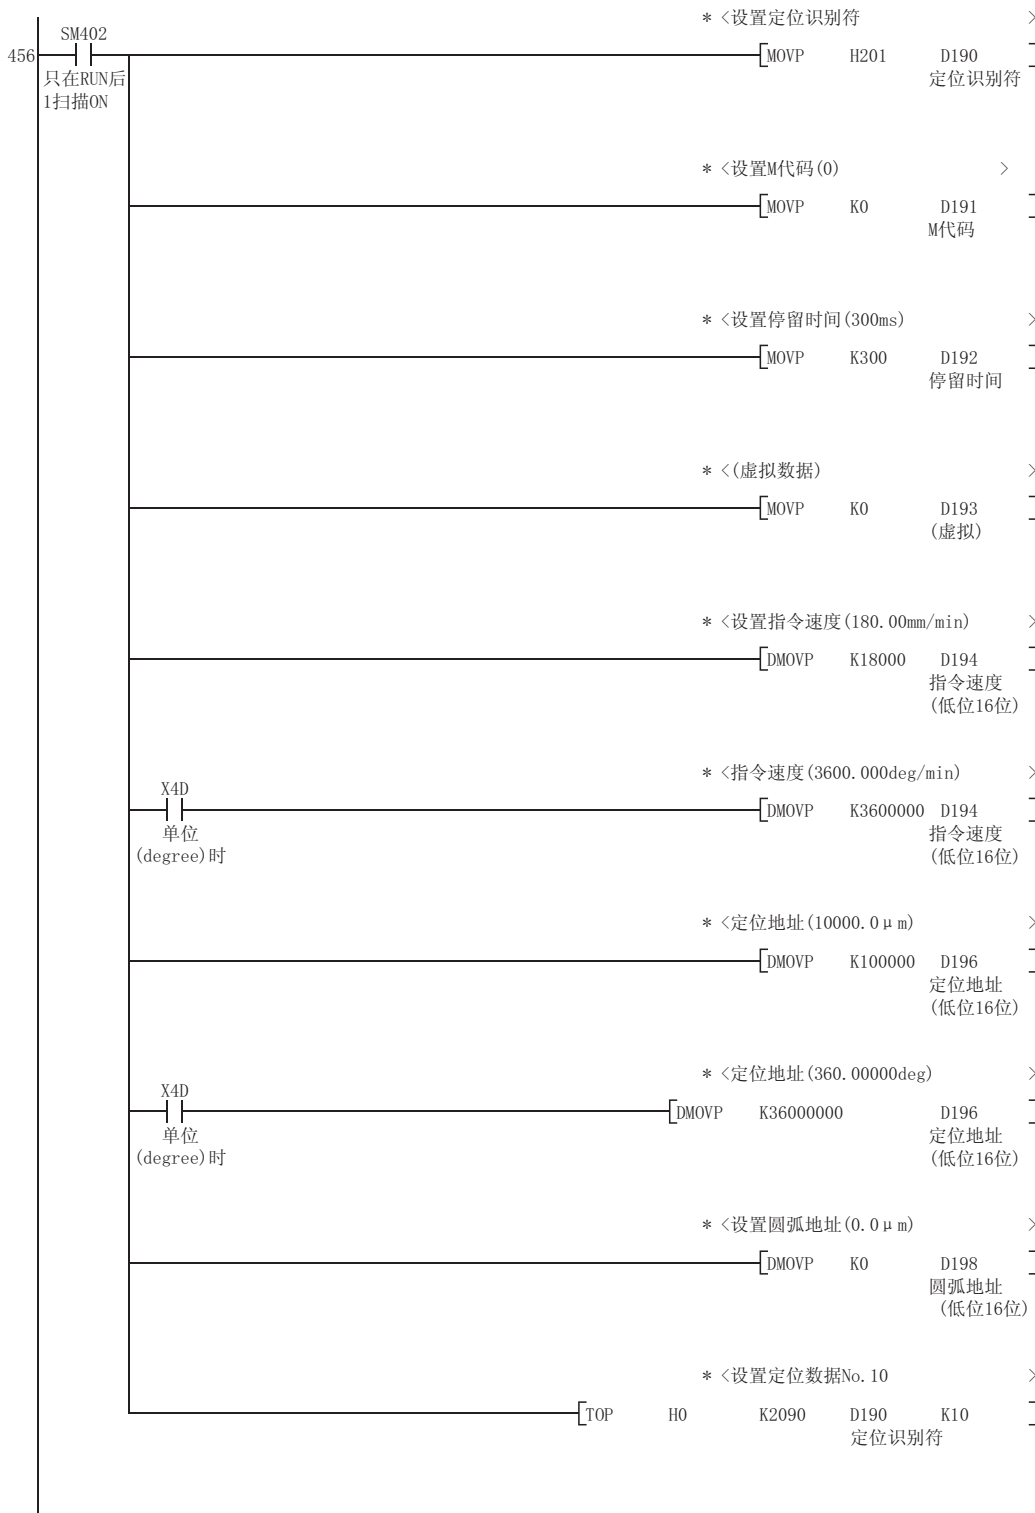 * <设置定位识别符 >
SM402
456 MOVP H201 D190
只在RUN后 定位识别符
1扫描ON
* <设置M代码(0) >
MOVP K0 D191
M代码
* <设置停留时间(300ms) >
MOVP K300 D192
停留时间
* <(虚拟数据) >
MOVP K0 D193
(虚拟)
* <设置指令速度(180.00mm/min) >
DMOVP K18000 D194
指令速度
(低位16位)
* <指令速度(3600.000deg/min) >
X4D
DMOVP K3600000 D194
单位 指令速度
(degree)时 (低位16位)
* <定位地址(10000.0μm) >
DMOVP K100000 D196
定位地址
(低位16位)
* <定位地址(360.00000deg) >
X4D
DMOVP K36000000 D196
单位 定位地址
(degree)时 (低位16位)
* <设置圆弧地址(0.0μm) >
DMOVP K0 D198
圆弧地址
(低位16位)
* <设置定位数据No.10 >
TOP H0 K2090 D190 K10
定位识别符